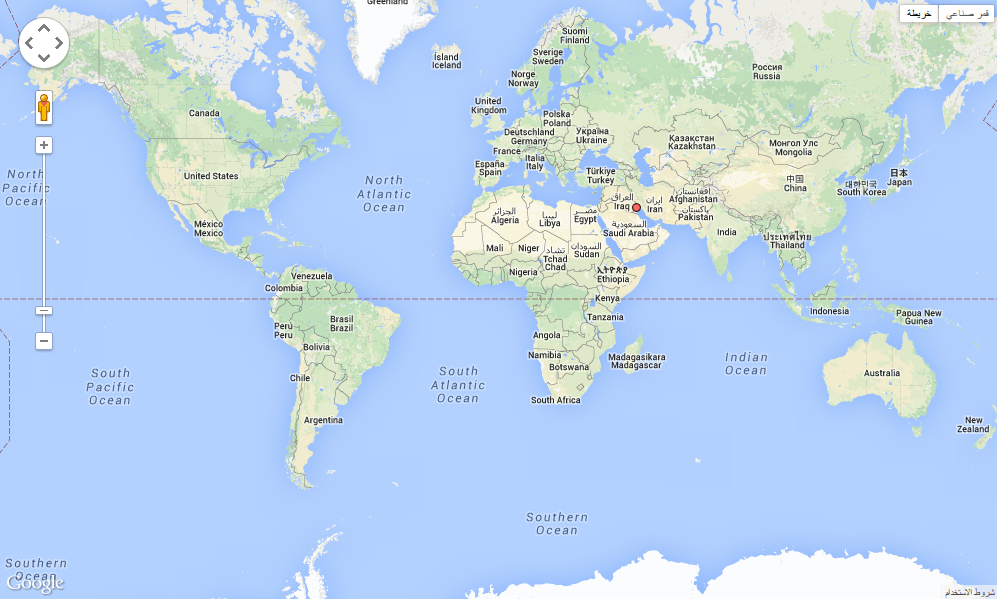 Greenland
خريطة
قمر صناعي
Suomi
Finland
Ísland
Iceland
Sverige
Sweden
Norge
Norway
Россия
Russia
Canada
United
Kingdom
Polska
Poland
Deutschland
Germany
Україна
Ukraine
Казахстан
Kazakhstan
Монгол Улс
Mongolia
France
Italia
Italy
España
Spain
Türkiye
Turkey
United States
North
Pacific
Ocean
North
Atlantic
Ocean
中国
China
대한민국
South Korea
日本
Japan
العراق
Iraq
ایران
Iran
افغانستان
Afghanistan
پاکستان
Pakistan
الجزائر
Algeria
ليبيا
Libya
مصر
Egypt
السعودية
Saudi Arabia
México
Mexico
India
ประเทศไทย
Thailand
Mali
Niger
تشاد
Tchad
Chad
السودان
Sudan
Nigeria
ኢትዮጵያ
Ethiopia
Venezuela
Colombia
Kenya
Perú
Peru
Brasil
Brazil
Tanzania
Indonesia
Papua New
Guinea
Bolivia
Angola
Namibia
Botswana
Madagasikara
Madagascar
Indian
Ocean
Australia
South
Pacific
Ocean
Chile
South
Atlantic
Ocean
South Africa
Argentina
New
Zealand
Southern
Ocean
Southern
Ocean
Google
شروط الاستخدام